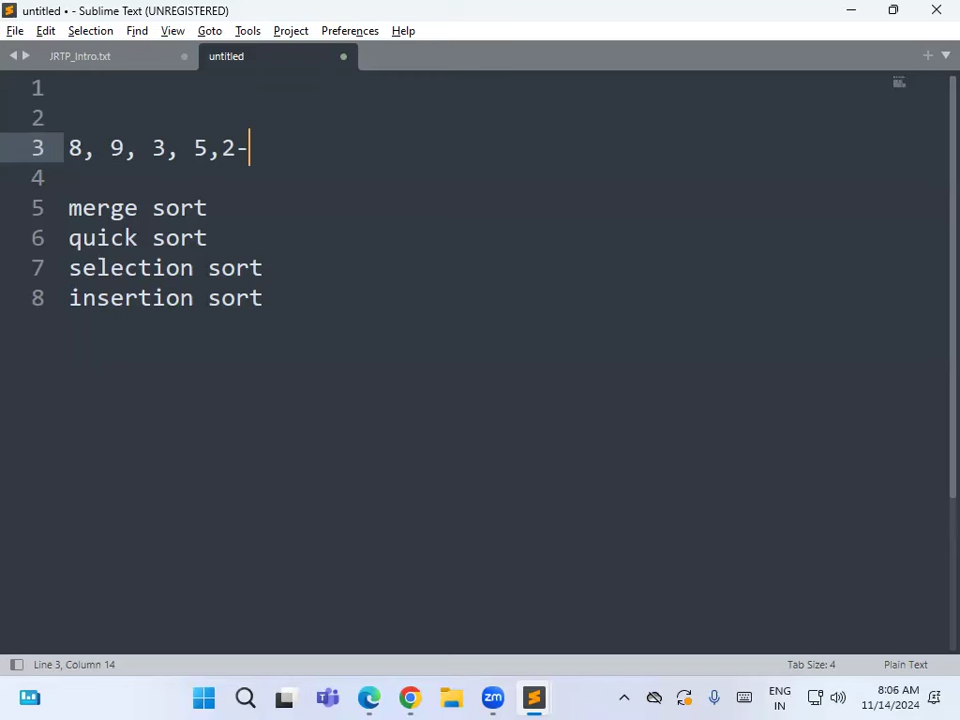 untitled • - Sublime Text (UNREGISTERED)
File Edit Selection Find View Goto Tools Project Preferences Help
JRTP_Intro.txt untitled
1
2
3 8, 9, 3, 5,2-
4
5 merge sort
6 quick sort
7 selection sort
8 insertion sort
Line 3, Column 14 Tab Size: 4 Plain Text
zm ENG IN 8:06 AM 11/14/2024